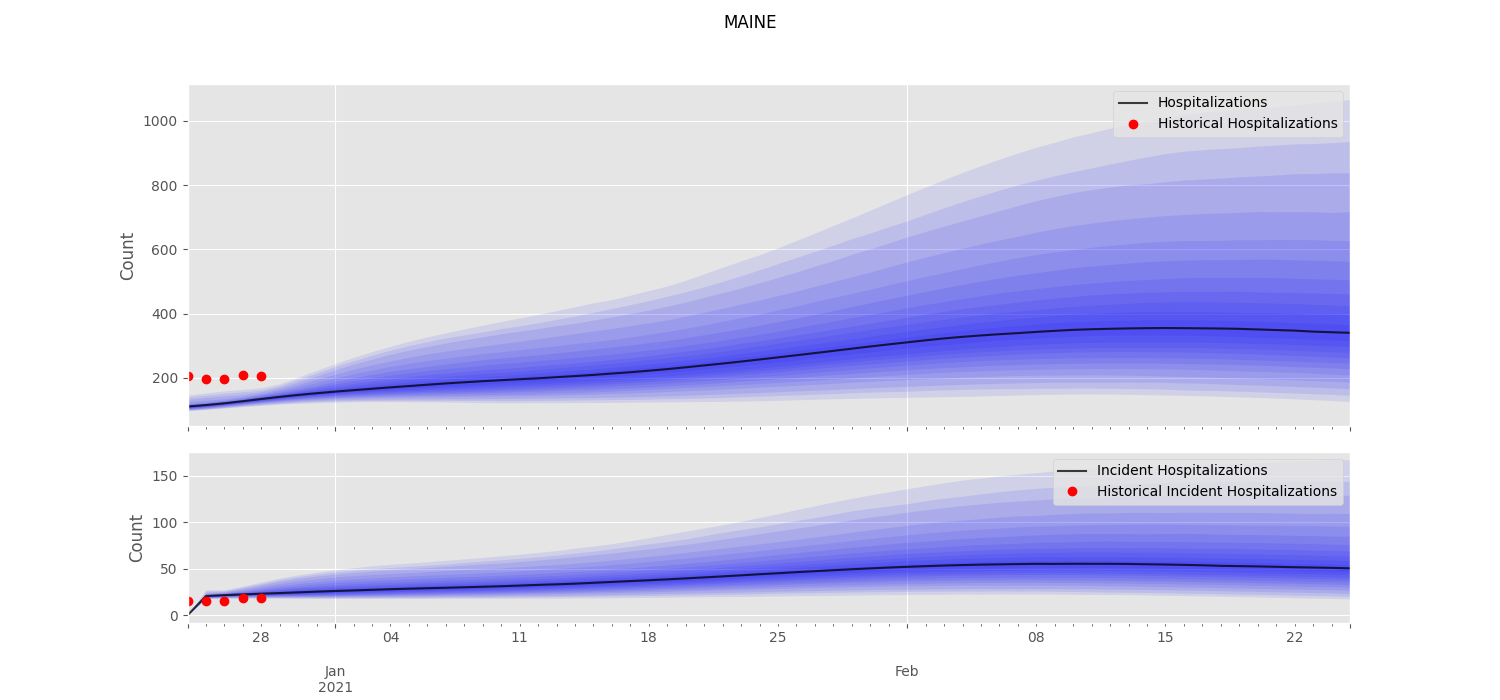 MAINE
Hospitalizations
Historical Hospitalizations
1000
800
600
400
200
Count
Incident Hospitalizations
Historical Incident Hospitalizations
150
100
50
0
Count
28 04 11 18 25 08 15 22
Jan Feb
2021